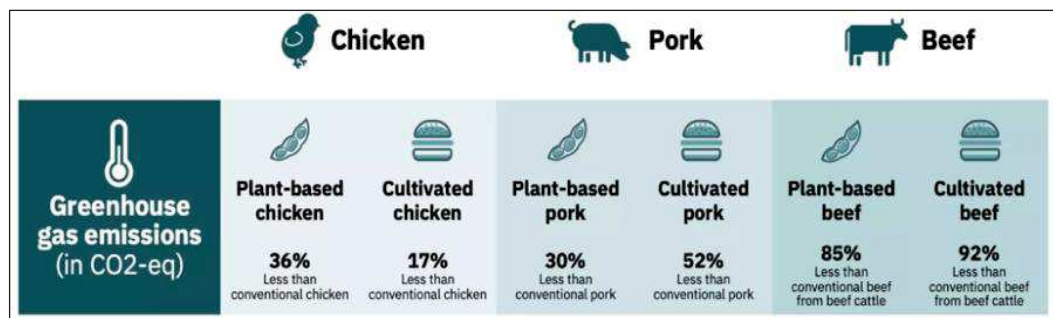 Chicken
Pork
Beef
Greenhouse
gas emissions
(in CO2-eq)
Plant-based
chicken
36%
Less than
conventional chicken
Cultivated
chicken
17%
Less than
conventional chicken
Plant-based
pork
30%
Less than
conventional pork
Cultivated
pork
52%
Less than
conventional pork
Plant-based
beef
85%
Less than
conventional beef
from beef cattle
Cultivated
beef
92%
Less than
conventional beef
from beef cattle